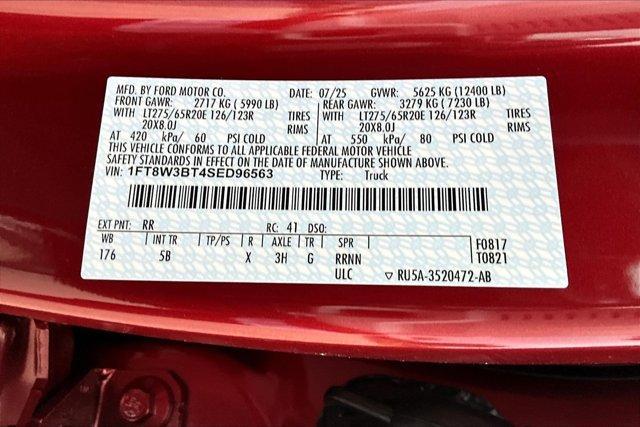 MFD. BY FORD MOTOR CO. DATE: 07/25 GVWR: 5625 KG (12400 LB)
FRONT GAWR: 2717 KG (5990 LB) REAR GAWR: 3279 KG (7230 LB)
WITH LT275/65R20E 126/123R TIRES WITH LT275/65R20E 126/123R TIRES
20X8.0J RIMS 20X8.0J RIMS
AT 420 kPa/ 60 PSI COLD AT 550 kPa/ 80 PSI COLD
THIS VEHICLE CONFORMS TO ALL APPLICABLE FEDERAL MOTOR VEHICLE
SAFETY STANDARDS IN EFFECT ON THE DATE OF MANUFACTURE SHOWN ABOVE.
VIN: 1FT8W3BT4SED96563 TYPE: Truck
EXT PNT: RR RC: 41 DSO:
WB INT TR TP/PS R AXLE TR SPR F0817
176 5B X 3H G RRNN T0821
ULC ▽ RU5A-3520472-AB